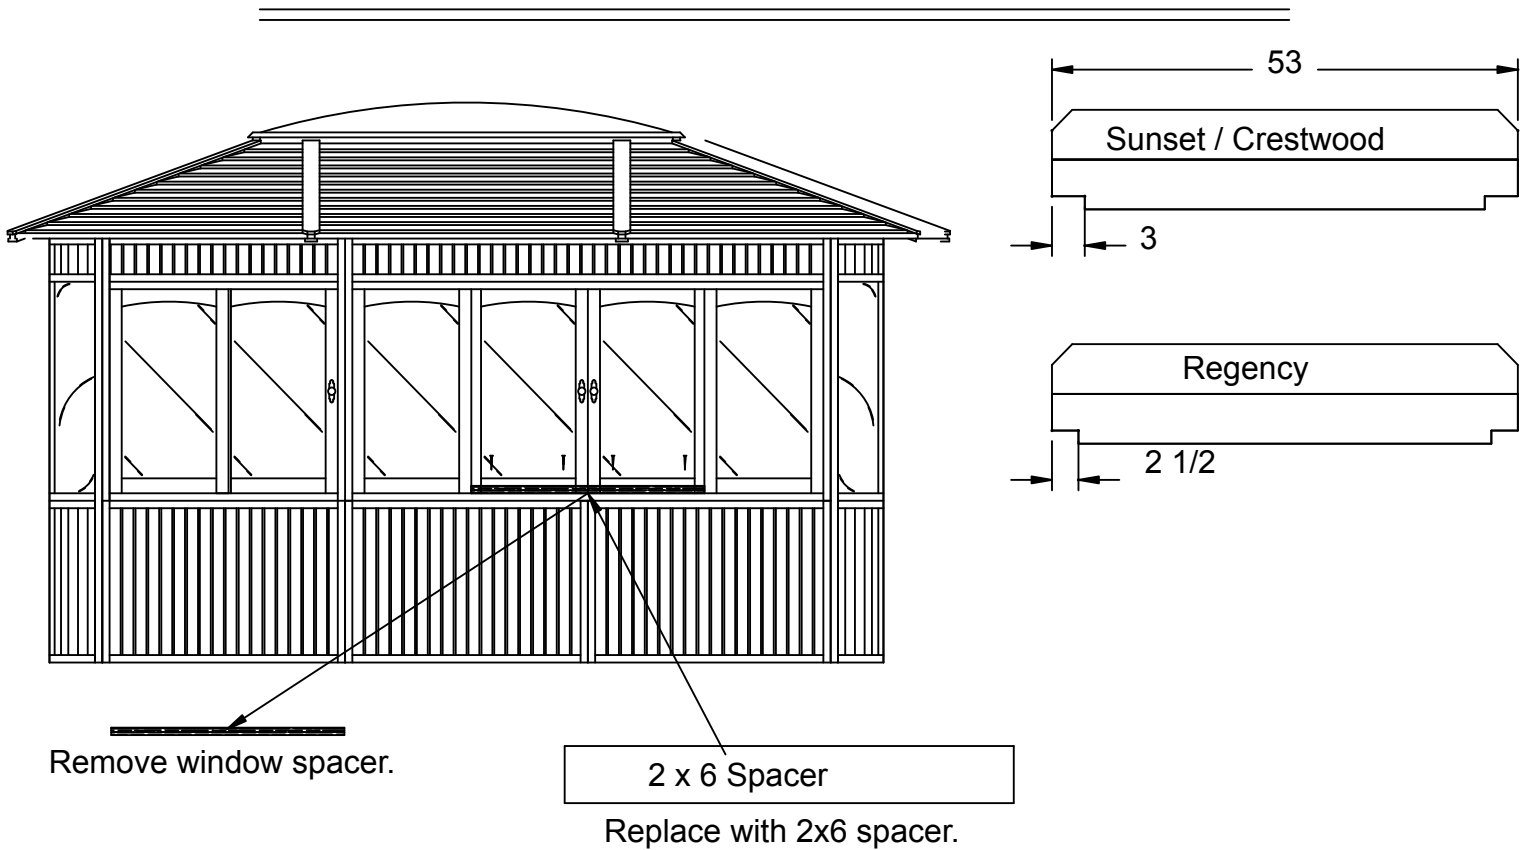 53
Sunset / Crestwood
3
Regency
2 1/2
Remove window spacer.
2 x 6 Spacer
Replace with 2x6 spacer.